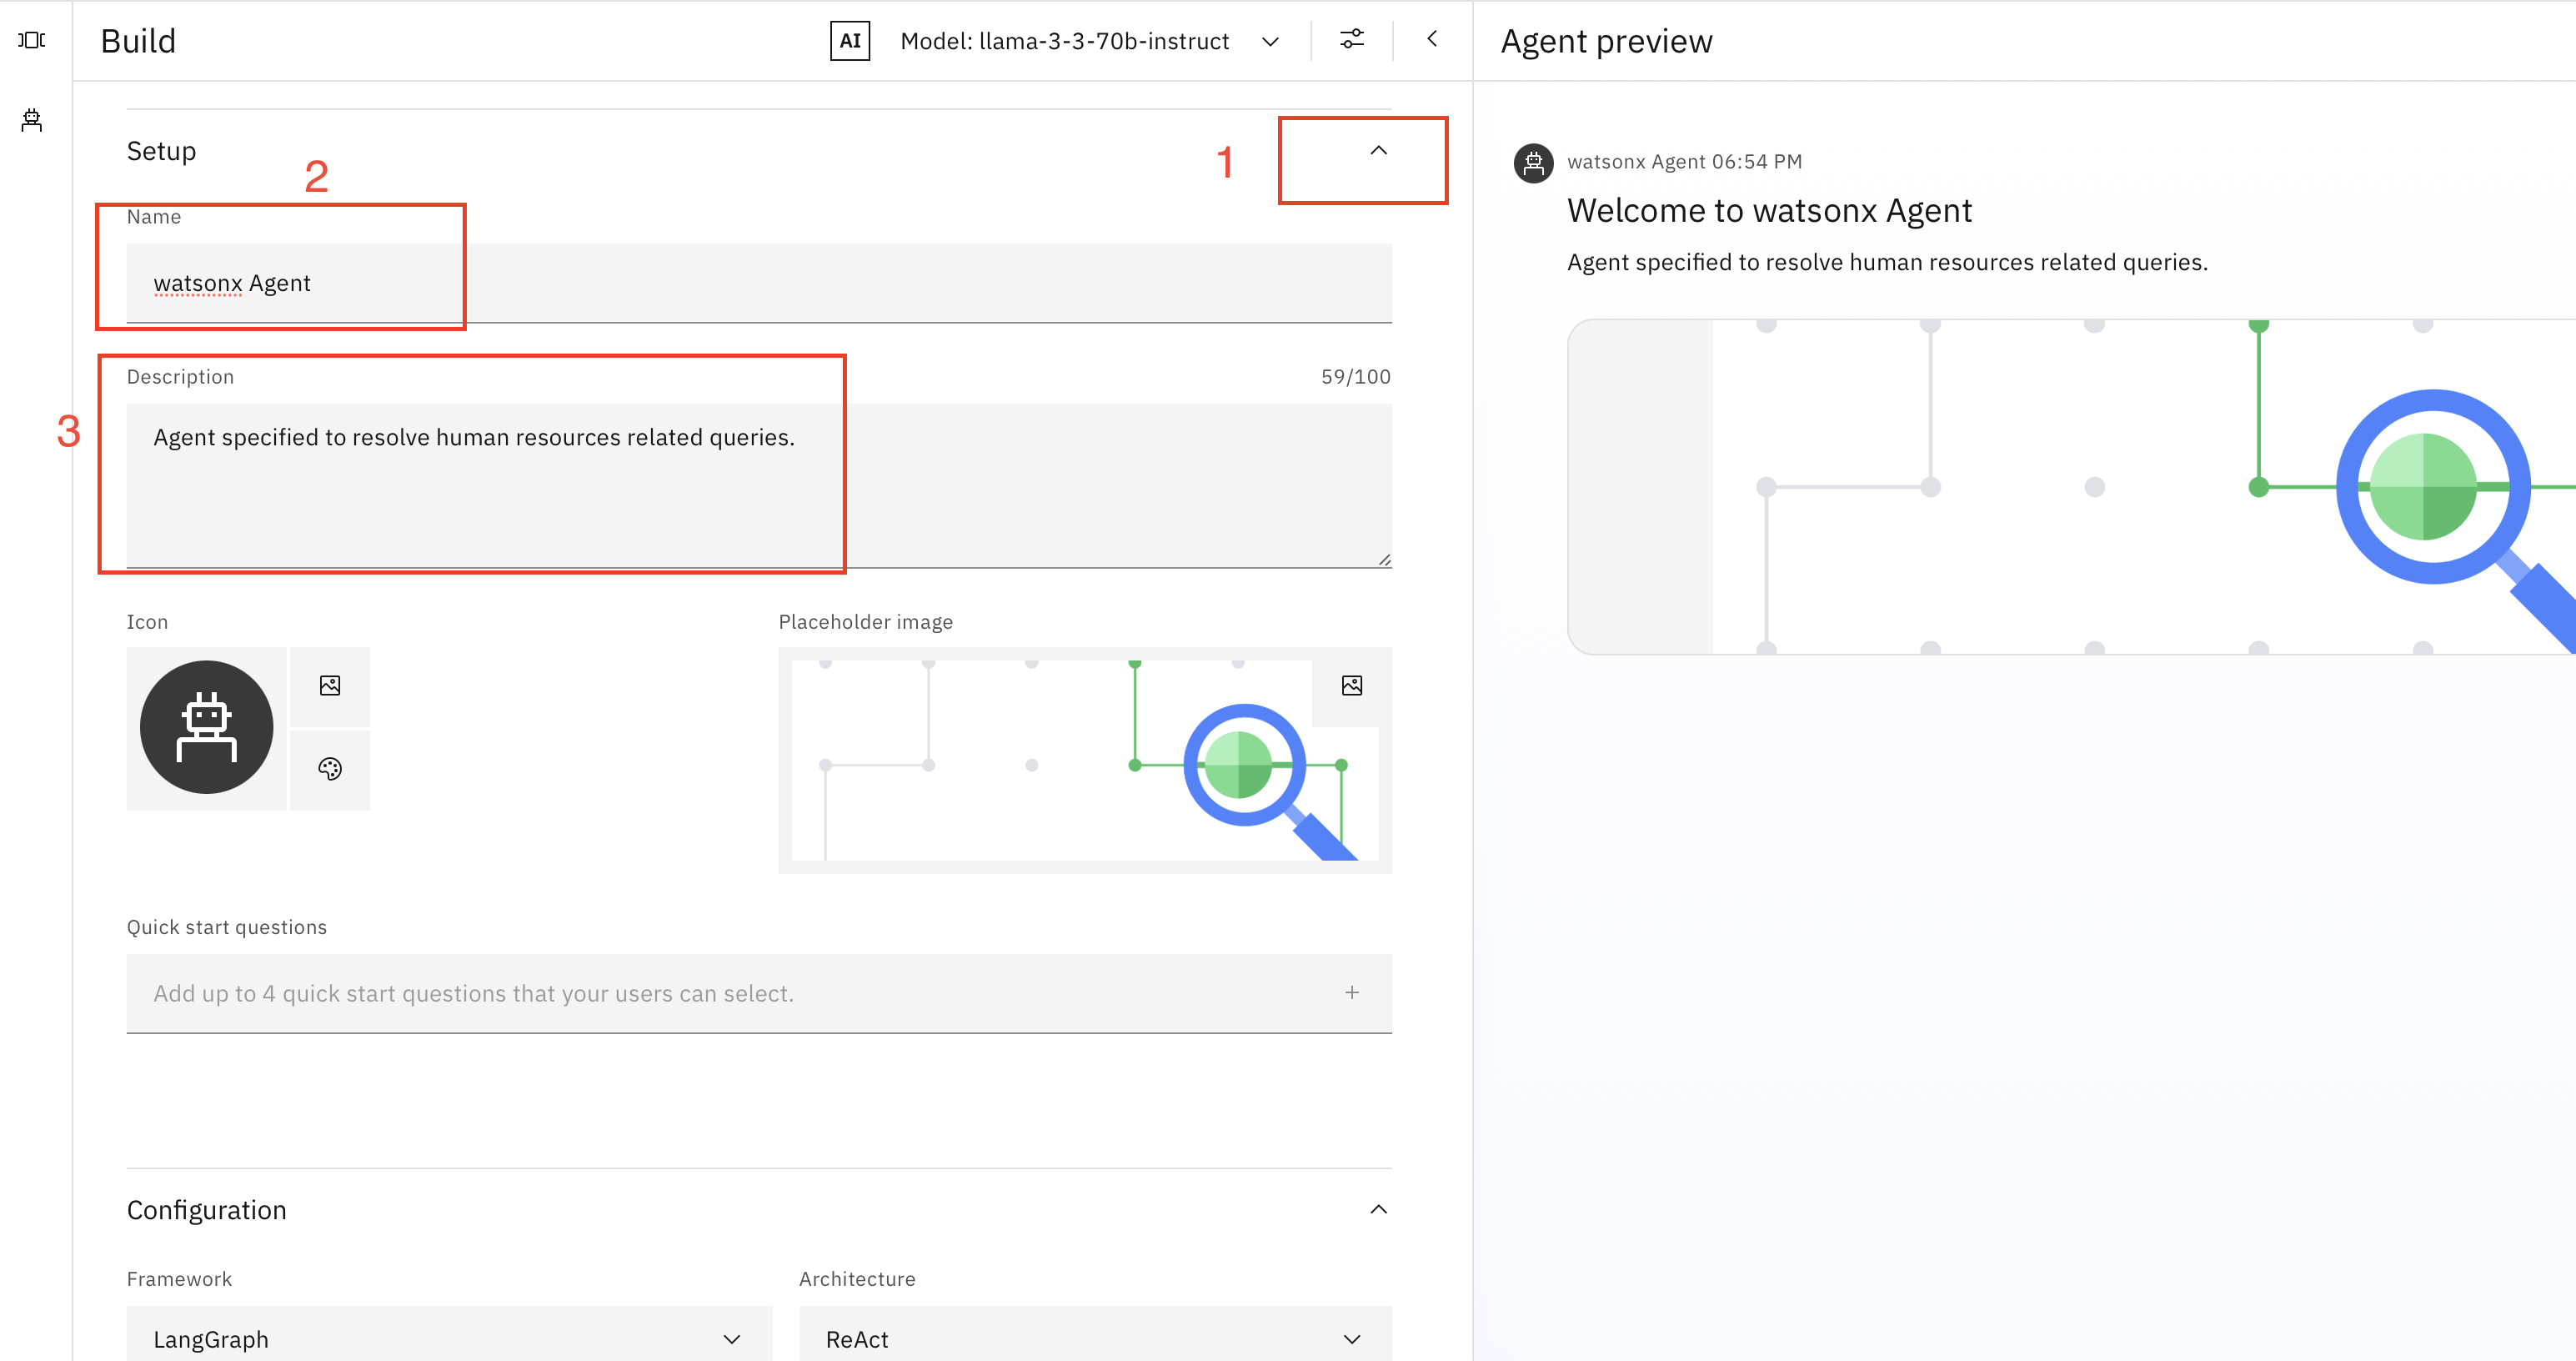 Build
AI
Model: llama-3-3-70b-instruct
Agent preview
Setup
1
2
Name
watsonx Agent
3
Description
59/100
Agent specified to resolve human resources related queries.
Icon
Placeholder image
Quick start questions
Add up to 4 quick start questions that your users can select.
Configuration
Framework
Architecture
LangGraph
ReAct
watsonx Agent 06:54 PM
Welcome to watsonx Agent
Agent specified to resolve human resources related queries.